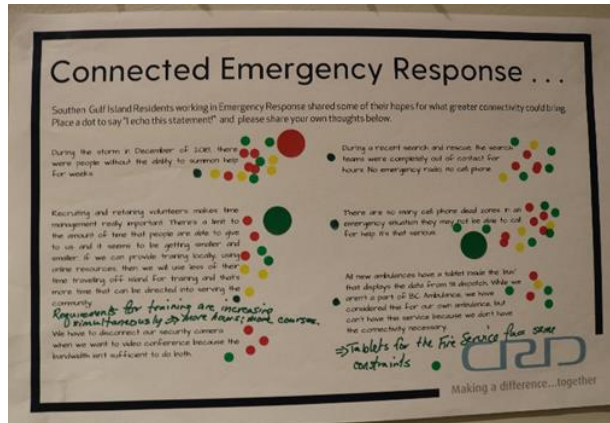 Connected Emergency Response ...
Southern Gulf Island Residents working in Emergency Response shared some of their hopes for what greater connectivity could bring.
Place a dot to say "I echo this statement!" and please share your own thoughts below.
During the storm in December of 2018, there
were people without the ability to summon help
for weeks.
Recruiting and retaining volunteers makes time
management really important. There's a limit to
the amount of time that people are able to give
to us and it seems to be getting smaller and
smaller. If we can provide training locally, using
online resources, then we will use less of their
time traveling off island for training and that's
more time that can be directed into serving the
community.
Requirements for training are increasing
simultaneously ⇒ more hours; more courses.
We have to disconnect our security camera
when we want to video conference because the
bandwidth isn't sufficient to do both.
During a recent search and rescue, the search
teams were completely out of contact for
hours. No emergency radio, no cell phone
There are so many cell phone dead zones. In an
emergency situation they may not be able to call
for help. It's that serious.
All new ambulances have a tablet inside the
that displays the data from 911 dispatch. While we
aren't a part of BC Ambulance, we have
considered this for our own ambulance, but
can't have this service because we don't have
the connectivity necessary.
⇒ Tablets for the Fire Service face same
constraints
CRD
Making a difference...together